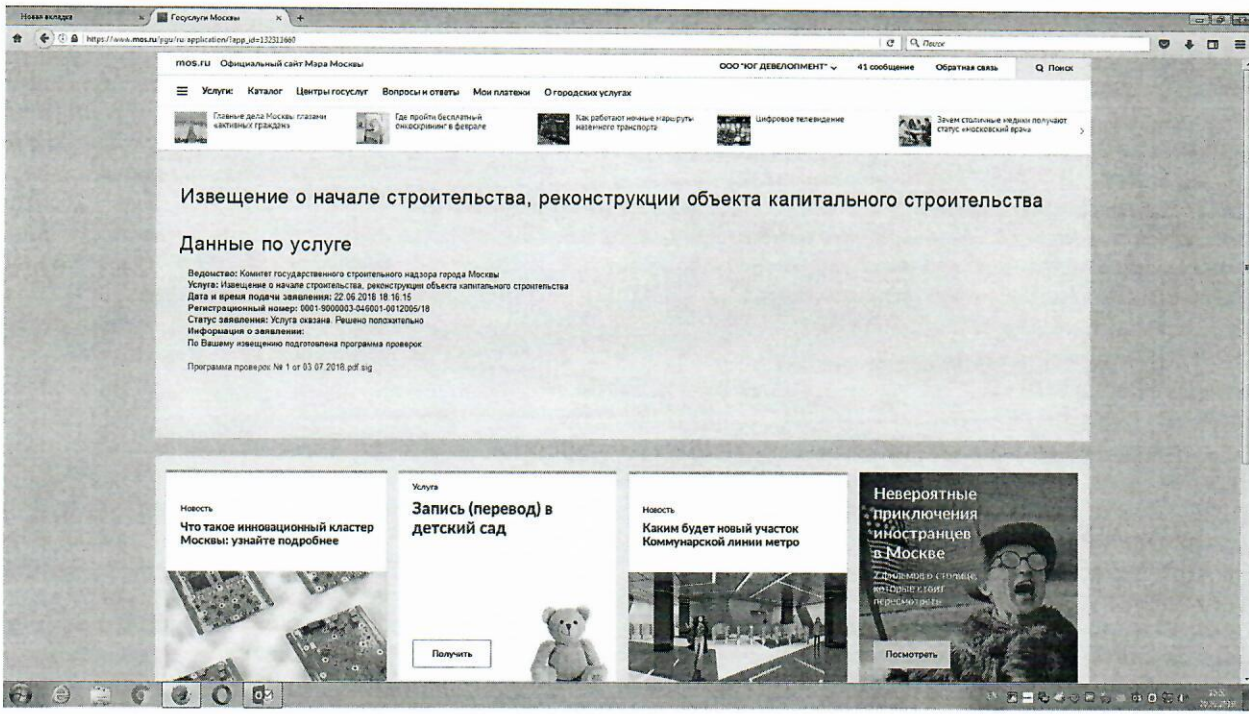 Новая вкладка
Госуслуги Москвы
https://www.mos.ru/pgu/ru/application/?app_id=132313660
Поиск
mos.ru Официальный сайт Мэра Москвы
ООО "ЮГ ДЕВЕЛОПМЕНТ"
41 сообщение
Обратная связь
Поиск
Услуги: Каталог Центры госуслуг Вопросы и ответы Мои платежи О городских услугах
Главные дела Москвы глазами
«активных граждан»
Где пройти бесплатный
онкоскрининг в феврале
Как работают ночные маршруты
наземного транспорта
Цифровое телевидение
Зачем столичные медики получают
статус «московский врач»
Извещение о начале строительства, реконструкции объекта капитального строительства
Данные по услуге
Ведомство: Комитет государственного строительного надзора города Москвы
Услуга: Извещение о начале строительства, реконструкции объекта капитального строительства
Дата и время подачи заявления: 22.06.2018 18:16:15
Регистрационный номер: 0001-9000003-046001-0012005/18
Статус заявления: Услуга оказана. Решено положительно
Информация о заявлении:
По Вашему извещению подготовлена программа проверок
Программа проверок № 1 от 03.07.2018.pdf.sig
Новость
Что такое инновационный кластер
Москвы: узнайте подробнее
Услуга
Запись (перевод) в
детский сад
Получить
Новость
Каким будет новый участок
Коммунарской линии метро
Невероятные
приключения
иностранцев
в Москве
7 фильмов о столице,
которые стоит
пересмотреть
Посмотреть